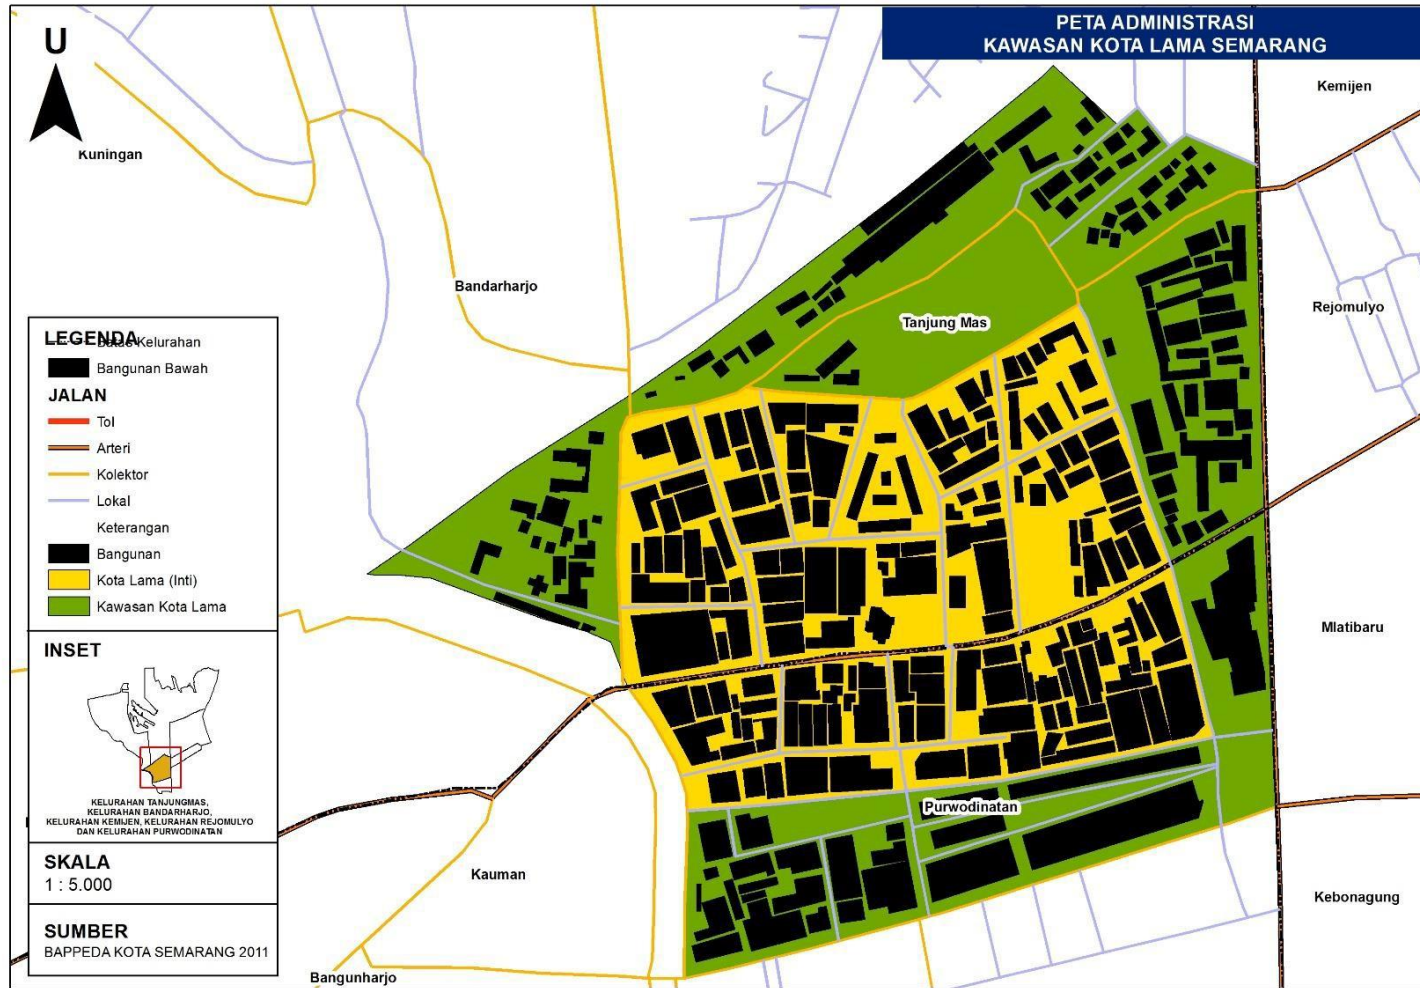 PETA ADMINISTRASI
KAWASAN KOTA LAMA SEMARANG
U
Kemijen
Kuningan
Bandarharjo
Rejomulyo
Tanjung Mas
LEGENDA
Batas Kelurahan
Bangunan Bawah
JALAN
Tol
Arteri
Kolektor
Lokal
Keterangan
Bangunan
Kota Lama (Inti)
Kawasan Kota Lama
Mlatibaru
INSET
KELURAHAN TANJUNGMAS,
KELURAHAN BANDARHARJO,
KELURAHAN KEMIJEN, KELURAHAN REJOMULYO
DAN KELURAHAN PURWODINATAN
Purwodinatan
SKALA
1 : 5.000
Kauman
Kebonagung
SUMBER
BAPPEDA KOTA SEMARANG 2011
Bangunharjo